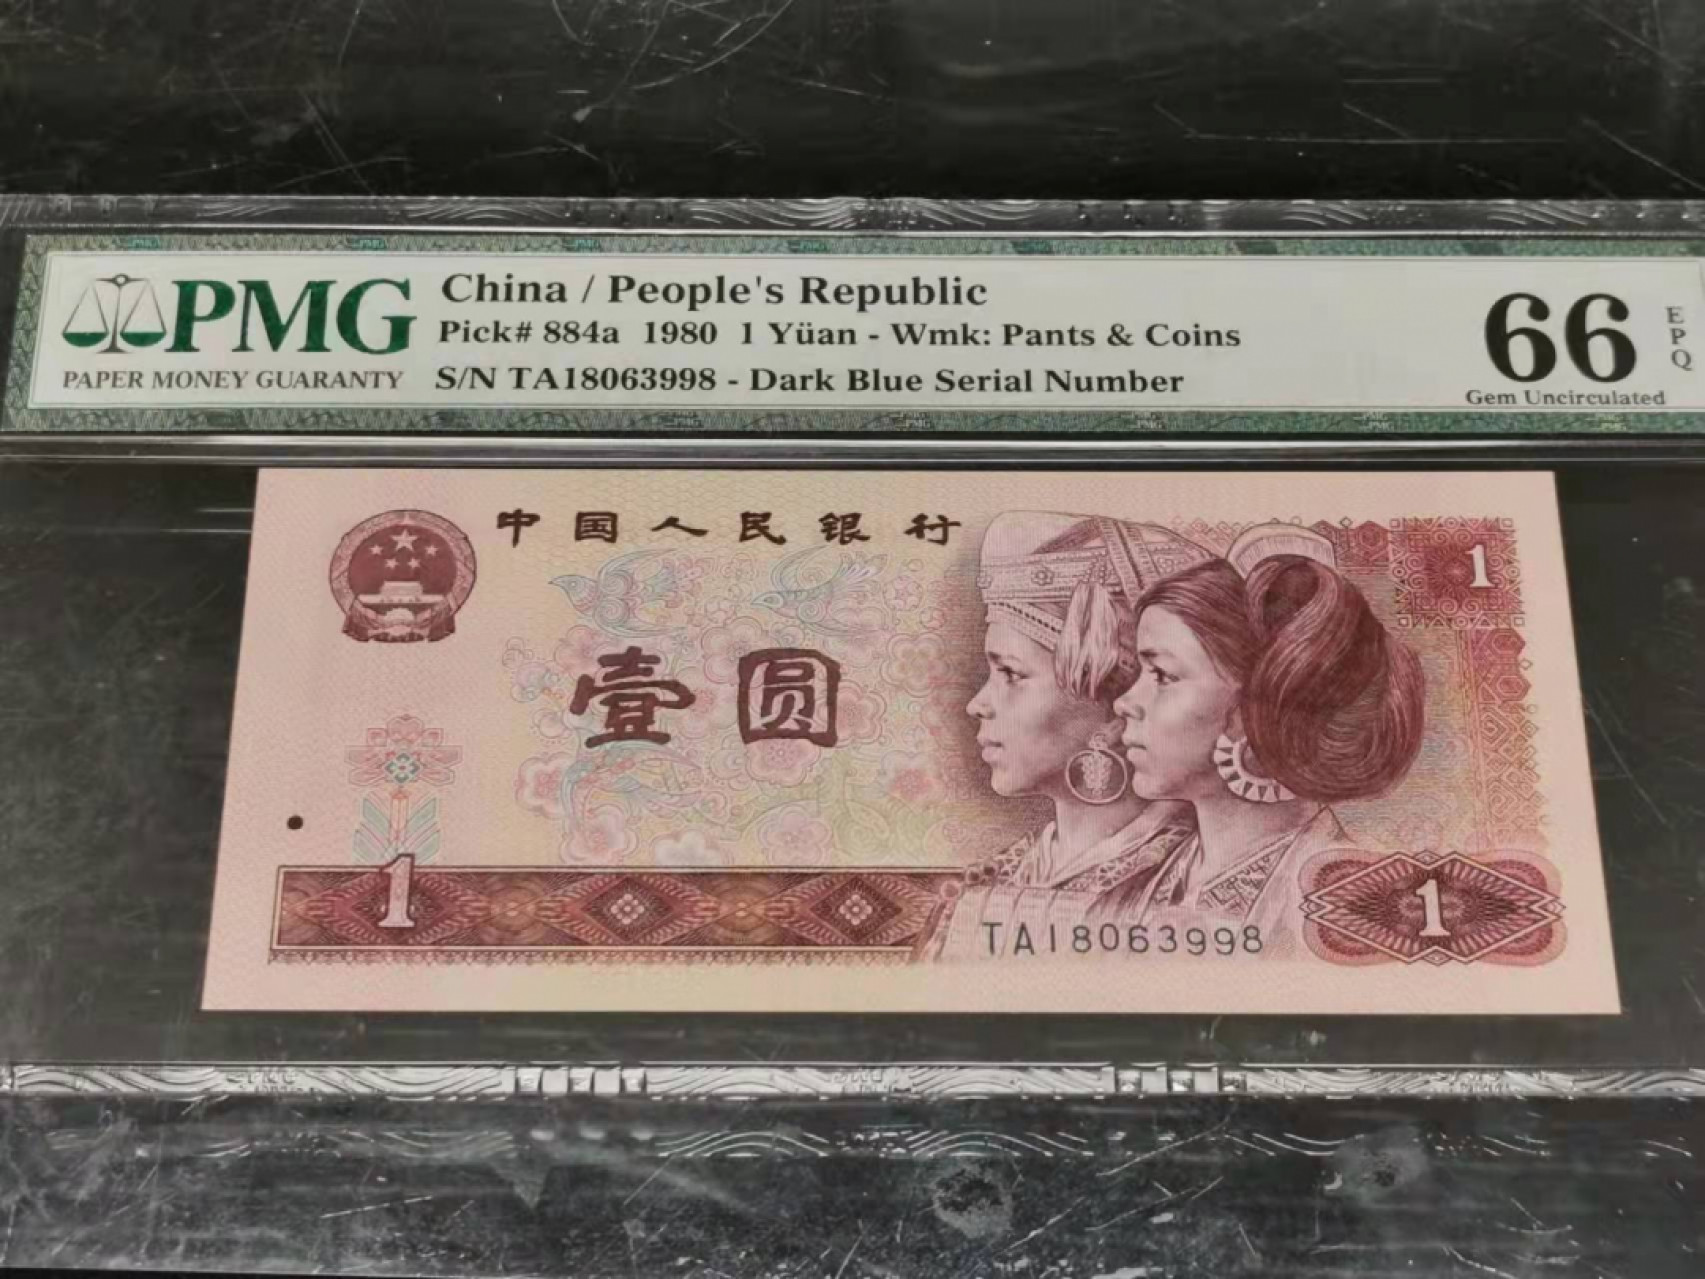 PMG
PAPER MONEY GUARANTY
China / People's Republic
Pick# 884a 1980 1 Yüan - Wmk: Pants & Coins
S/N TA18063998 - Dark Blue Serial Number
66
EPQ
Gem Uncirculated
中国人民银行
1
壹圆
1
1
TA18063998